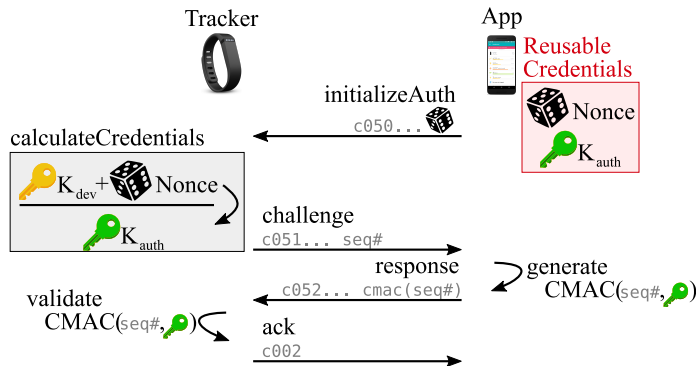 Tracker
App
Reusable
Credentials
Nonce
K auth
initializeAuth
c050...
calculateCredentials
K dev + Nonce
K auth
challenge
c051... seq#
response
c052... cmac(seq#)
generate
CMAC(seq#, )
validate
CMAC(seq#, )
ack
c002